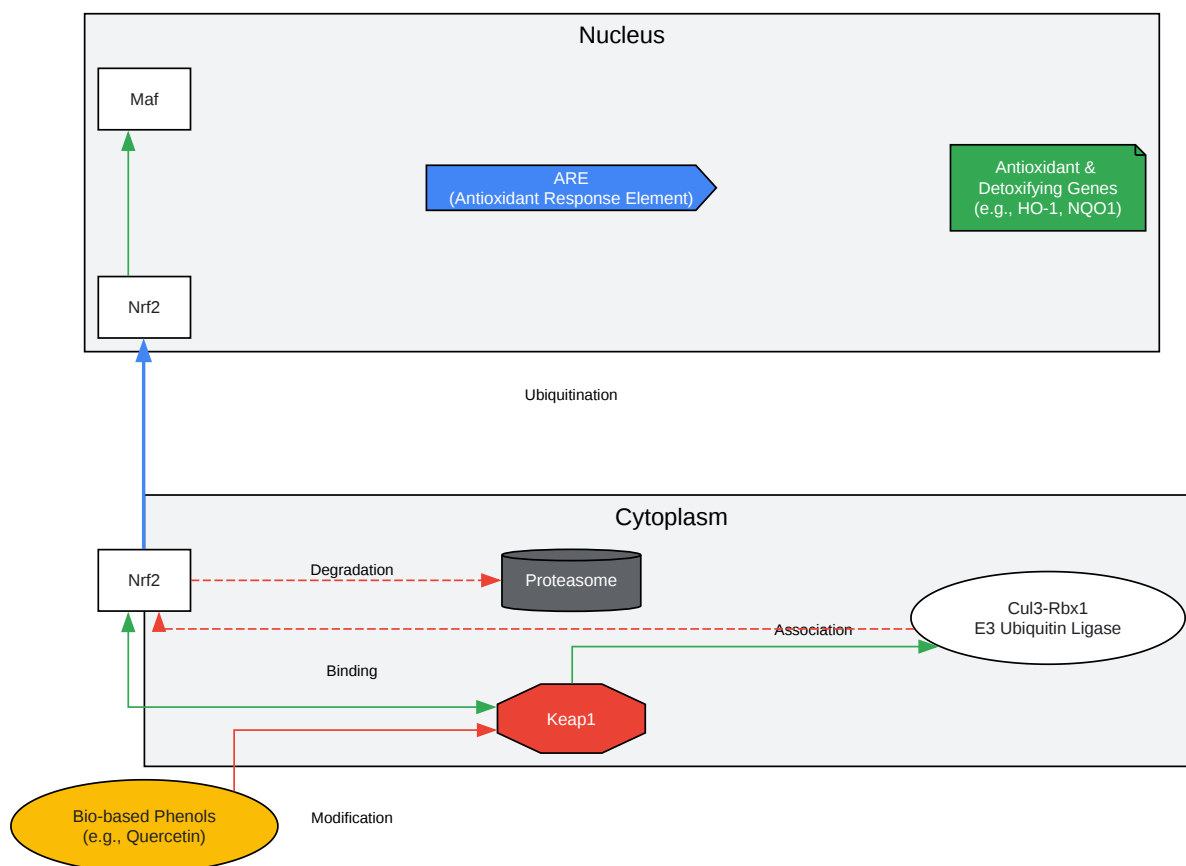 Nucleus
Maf
ARE
(Antioxidant Response Element)
Antioxidant &
Detoxifying Genes
(e.g., HO-1, NQO1)
Nrf2
Ubiquitination
Cytoplasm
Nrf2
Degradation
Proteasome
Cul3-Rbx1
E3 Ubiquitin Ligase
Association
Binding
Keap1
Bio-based Phenols
(e.g., Quercetin)
Modification